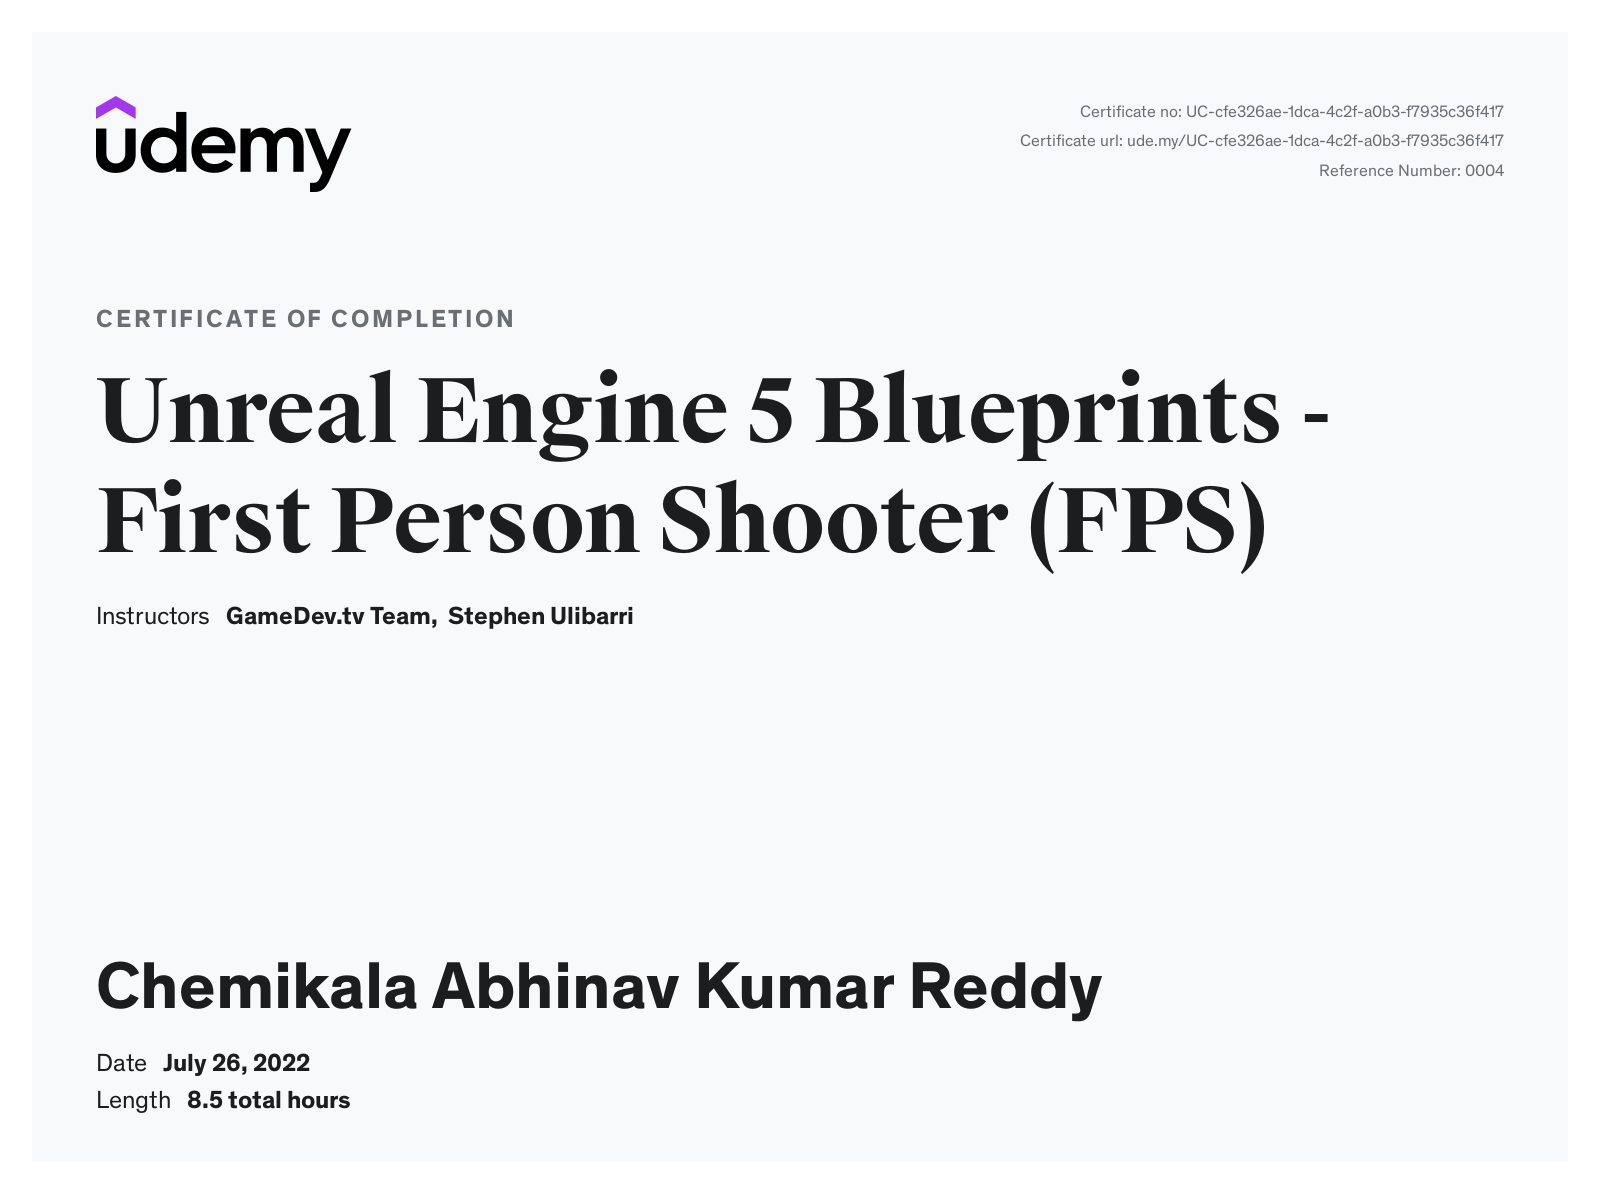 udemy
Certificate no: UC-cfe326ae-1dca-4c2f-a0b3-f7935c36f417
Certificate url: ude.my/UC-cfe326ae-1dca-4c2f-a0b3-f7935c36f417
Reference Number: 0004
CERTIFICATE OF COMPLETION
Unreal Engine 5 Blueprints -
First Person Shooter (FPS)
Instructors GameDev.tv Team, Stephen Ulibarri
Chemikala Abhinav Kumar Reddy
Date July 26, 2022
Length 8.5 total hours